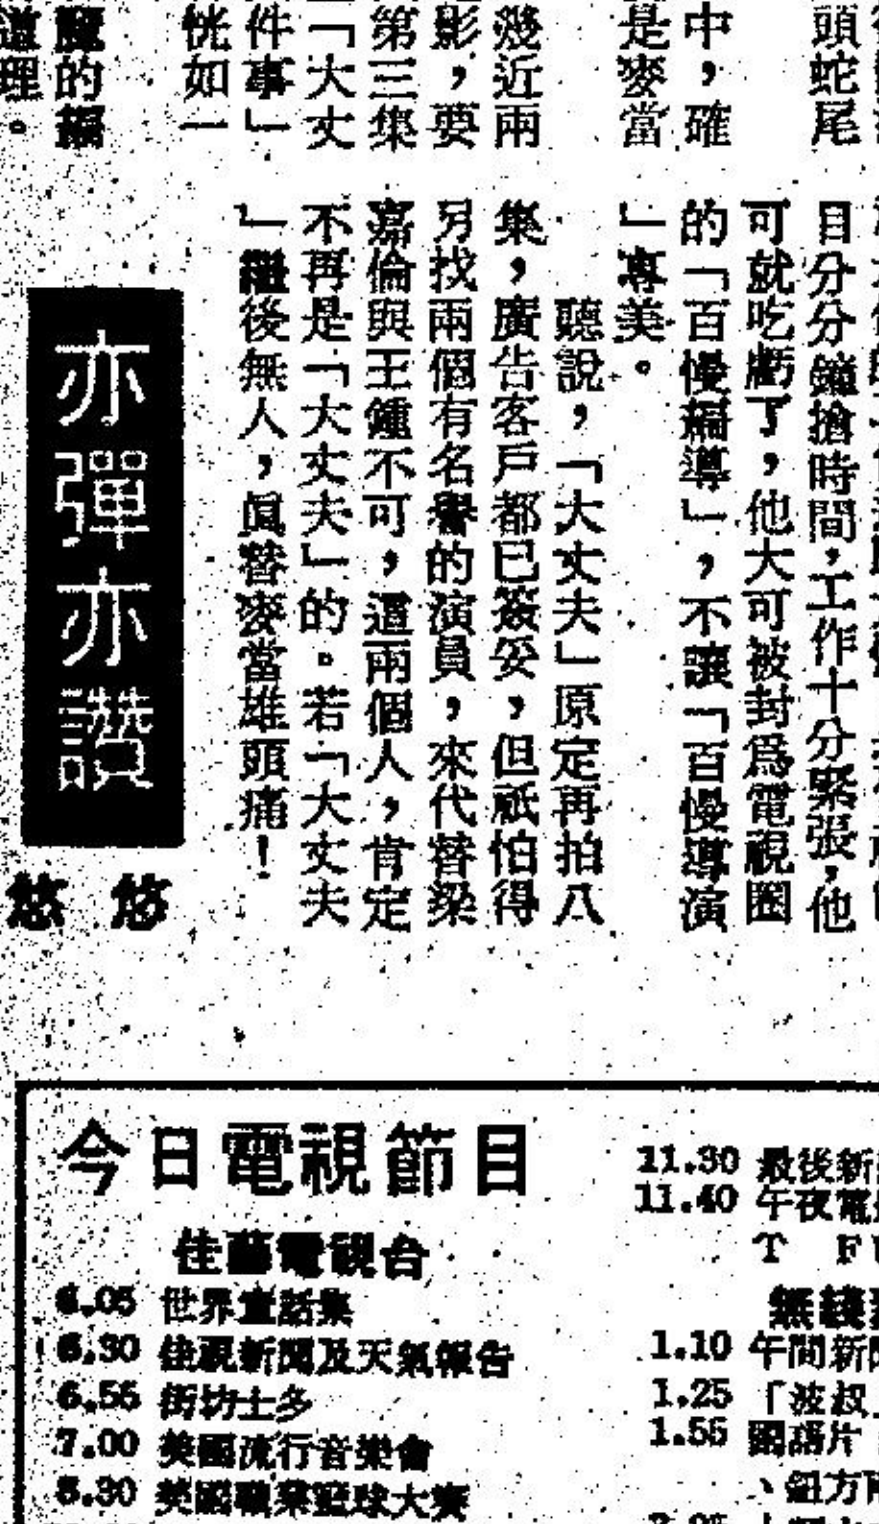 頭蛇尾
中，確
是麥當
幾近兩
影，要
第三集
「大丈
件事」
恍如一
的
道理。
目分分鐘搶時間，工作十分緊張，他
可就吃虧了，他大可被封爲電視圈
的「百慢編導」，不讓「百慢導演
」專美。
聽說，「大丈夫」原定再拍八
集，廣告客戶都已簽妥，但祇怕得
另找兩個有名譽的演員，來代替梁
嘉倫與王鍾不可，這兩個人，肯定
不再是「大丈夫」的。若「大丈夫
」繼後無人，眞替麥當雄頭痛！
亦彈亦讚
悠悠
今日電視節目
佳藝電視台
6.05 世界童話集
6.30 佳視新聞及天氣報告
6.55 街坊士多
7.00 美國流行音樂會
8.30 美國職業籃球大賽
11.30 最後新
11.40 午夜電
T F
無綫
1.10 午間新聞
1.25 「波叔
1.55 國語片
、鈕方